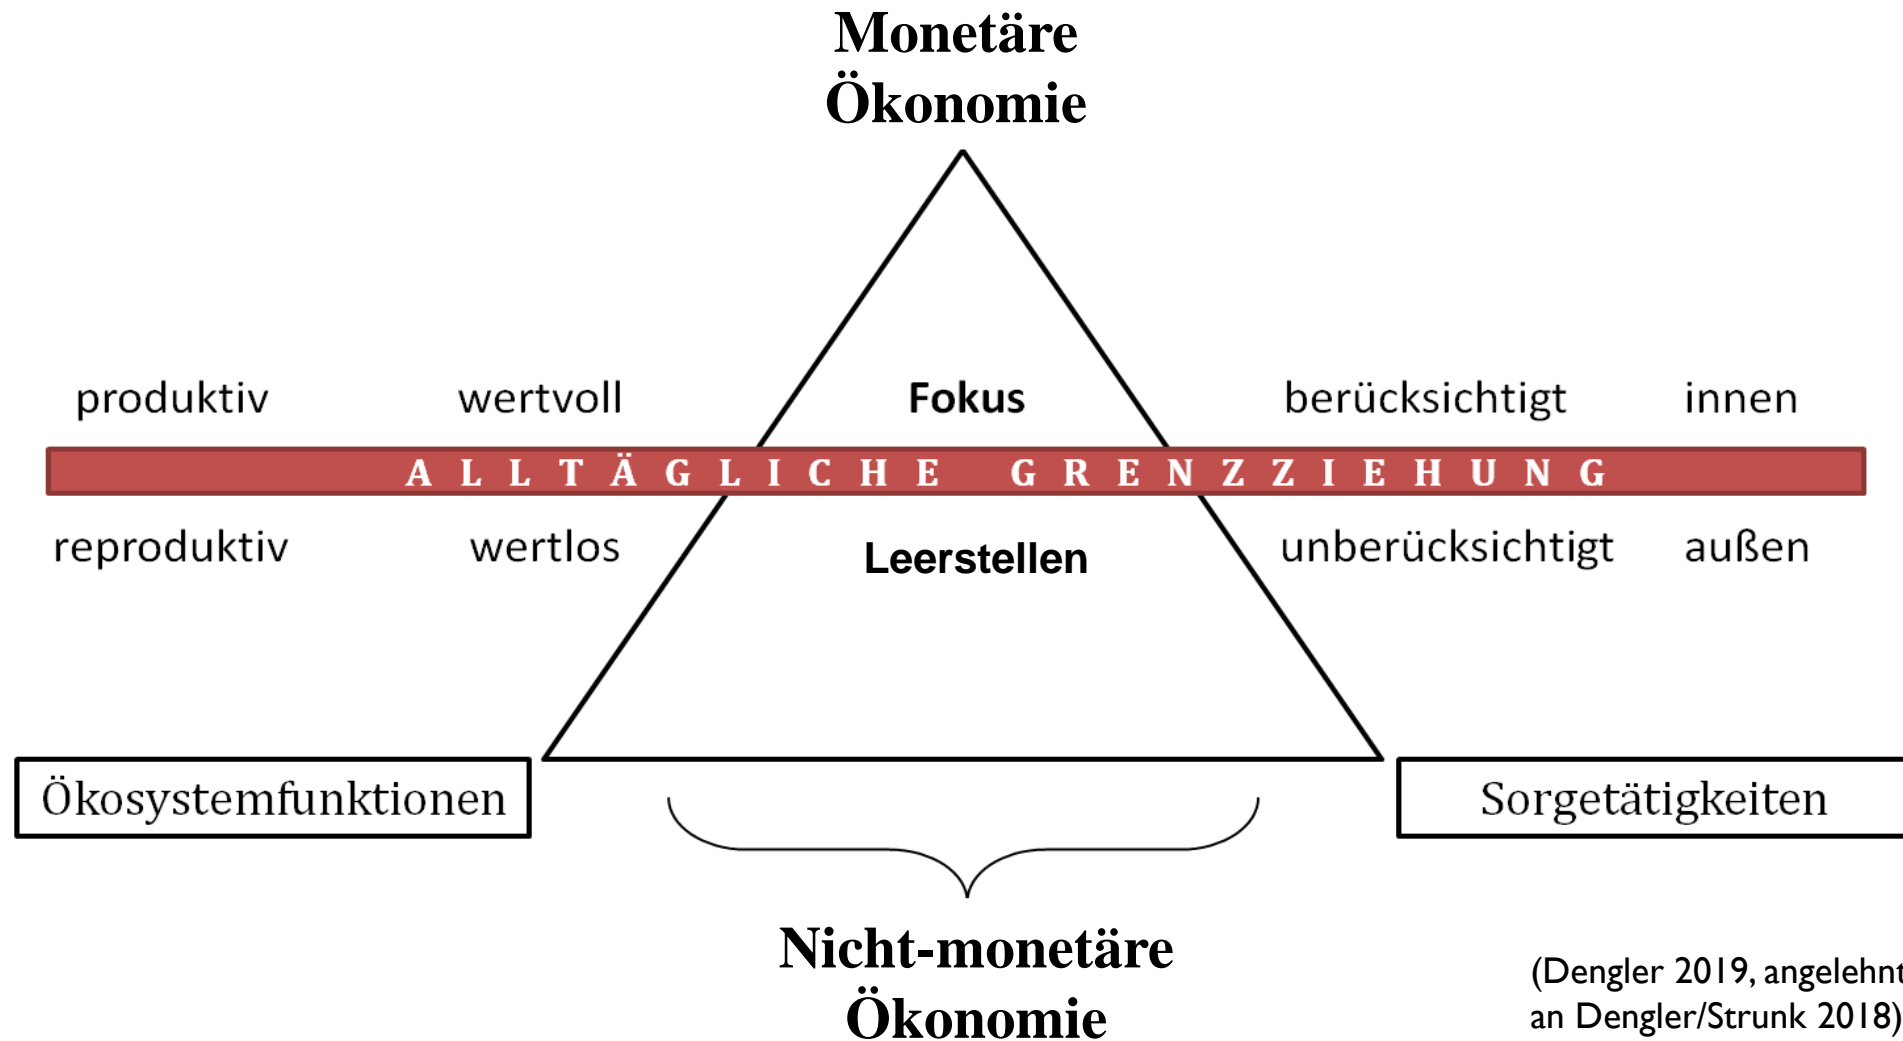 Monetäre
Ökonomie
produktiv wertvoll Fokus berücksichtigt innen
ALLTÄGLICHE GRENZZIEHUNG
reproduktiv wertlos Leerstellen unberücksichtigt außen
Ökosystemfunktionen Sorgetätigkeiten
Nicht-monetäre
Ökonomie
(Dengler 2019, angelehnt
an Dengler/Strunk 2018)